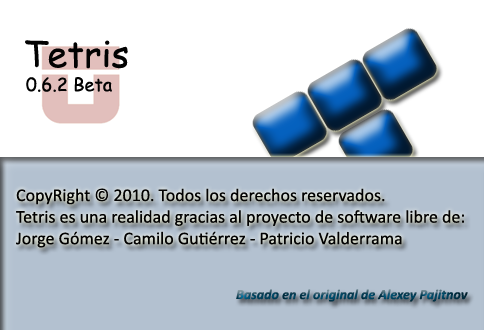 Tetris
0.6.2 Beta
CopyRight © 2010. Todos los derechos reservados.
Tetris es una realidad gracias al proyecto de software libre de:
Jorge Gómez - Camilo Gutiérrez - Patricio Valderrama
Basado en el original de Alexey Pajitnov